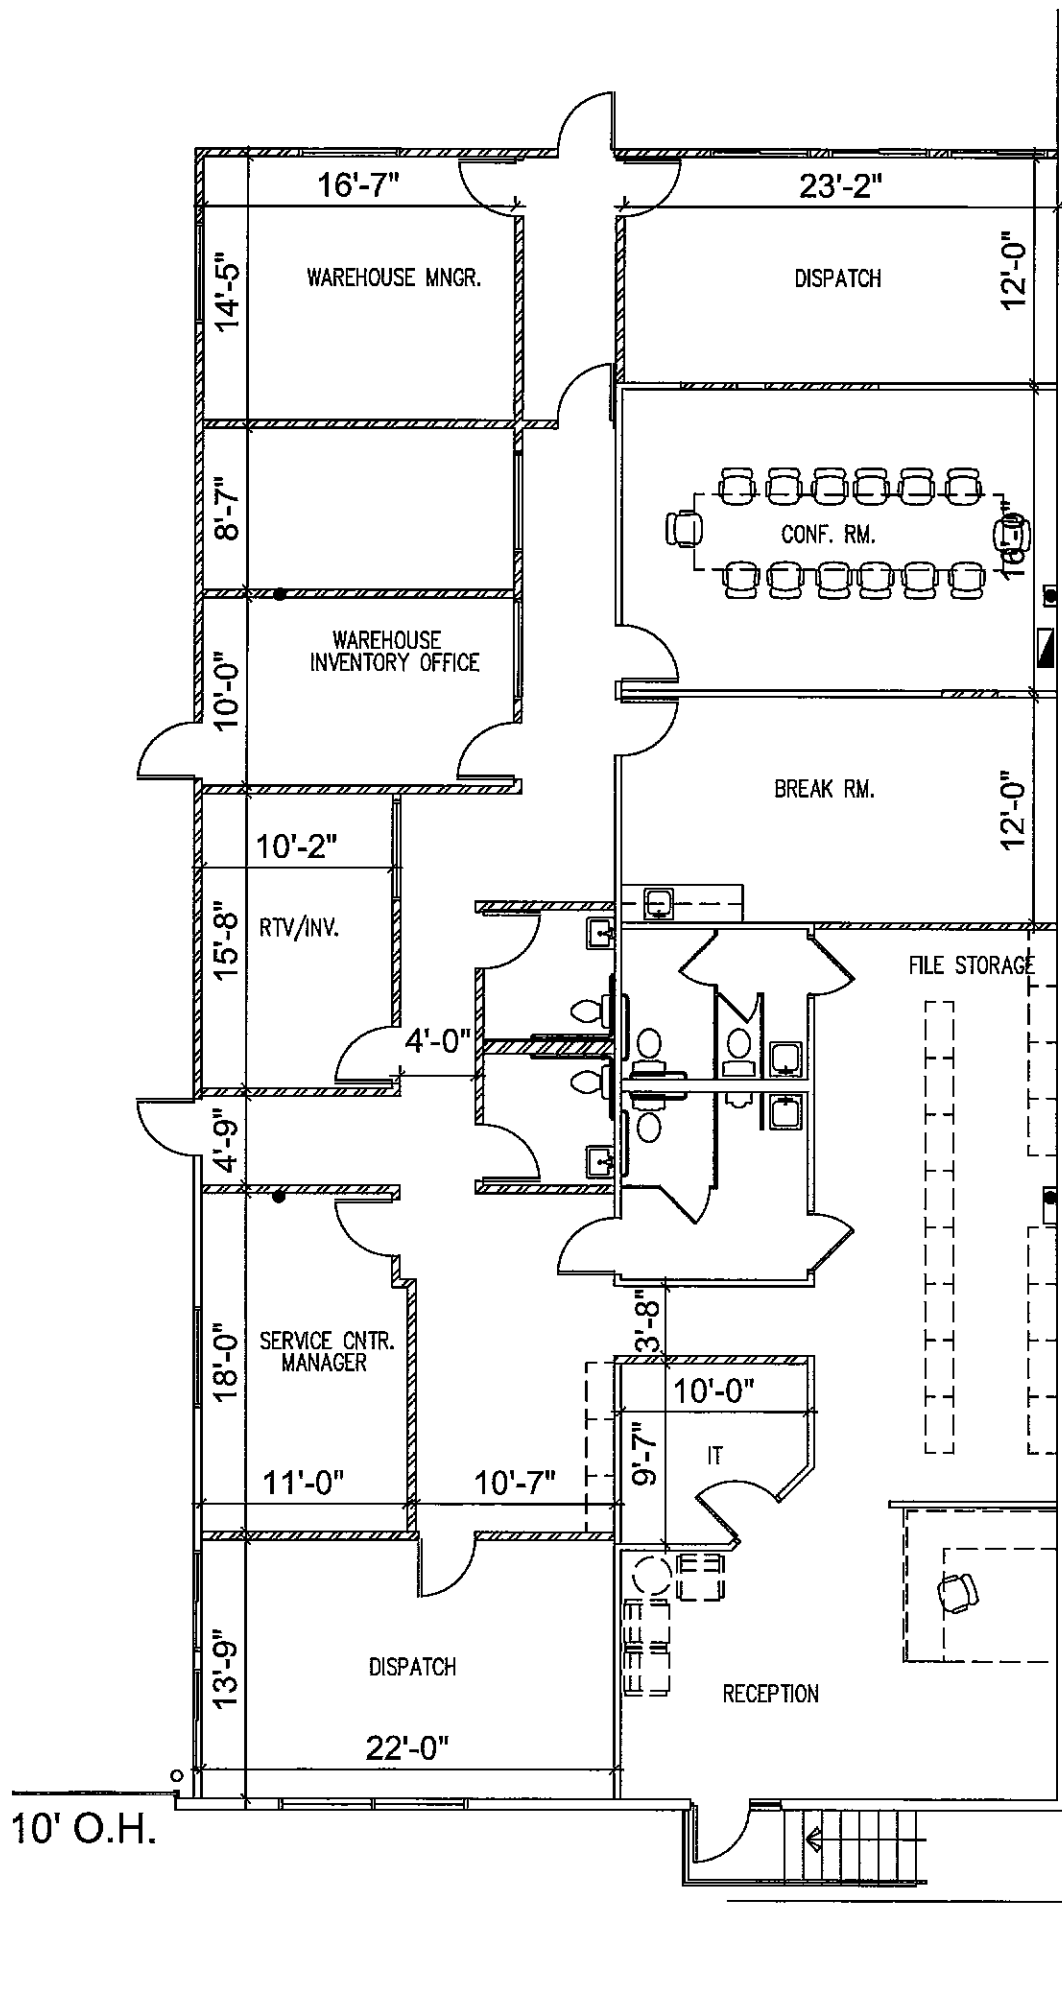 16'-7"
23'-2"
14'-5"
WAREHOUSE MNGR.
DISPATCH
12'-0"
8'-7"
CONF. RM.
16'-0"
10'-0"
WAREHOUSE
INVENTORY OFFICE
BREAK RM.
12'-0"
10'-2"
15'-8"
RTV/INV.
FILE STORAGE
4'-0"
4'-9"
18'-0"
SERVICE CNTR.
MANAGER
3'-8"
10'-0"
9'-7"
IT
11'-0"
10'-7"
13'-9"
DISPATCH
RECEPTION
22'-0"
10' O.H.